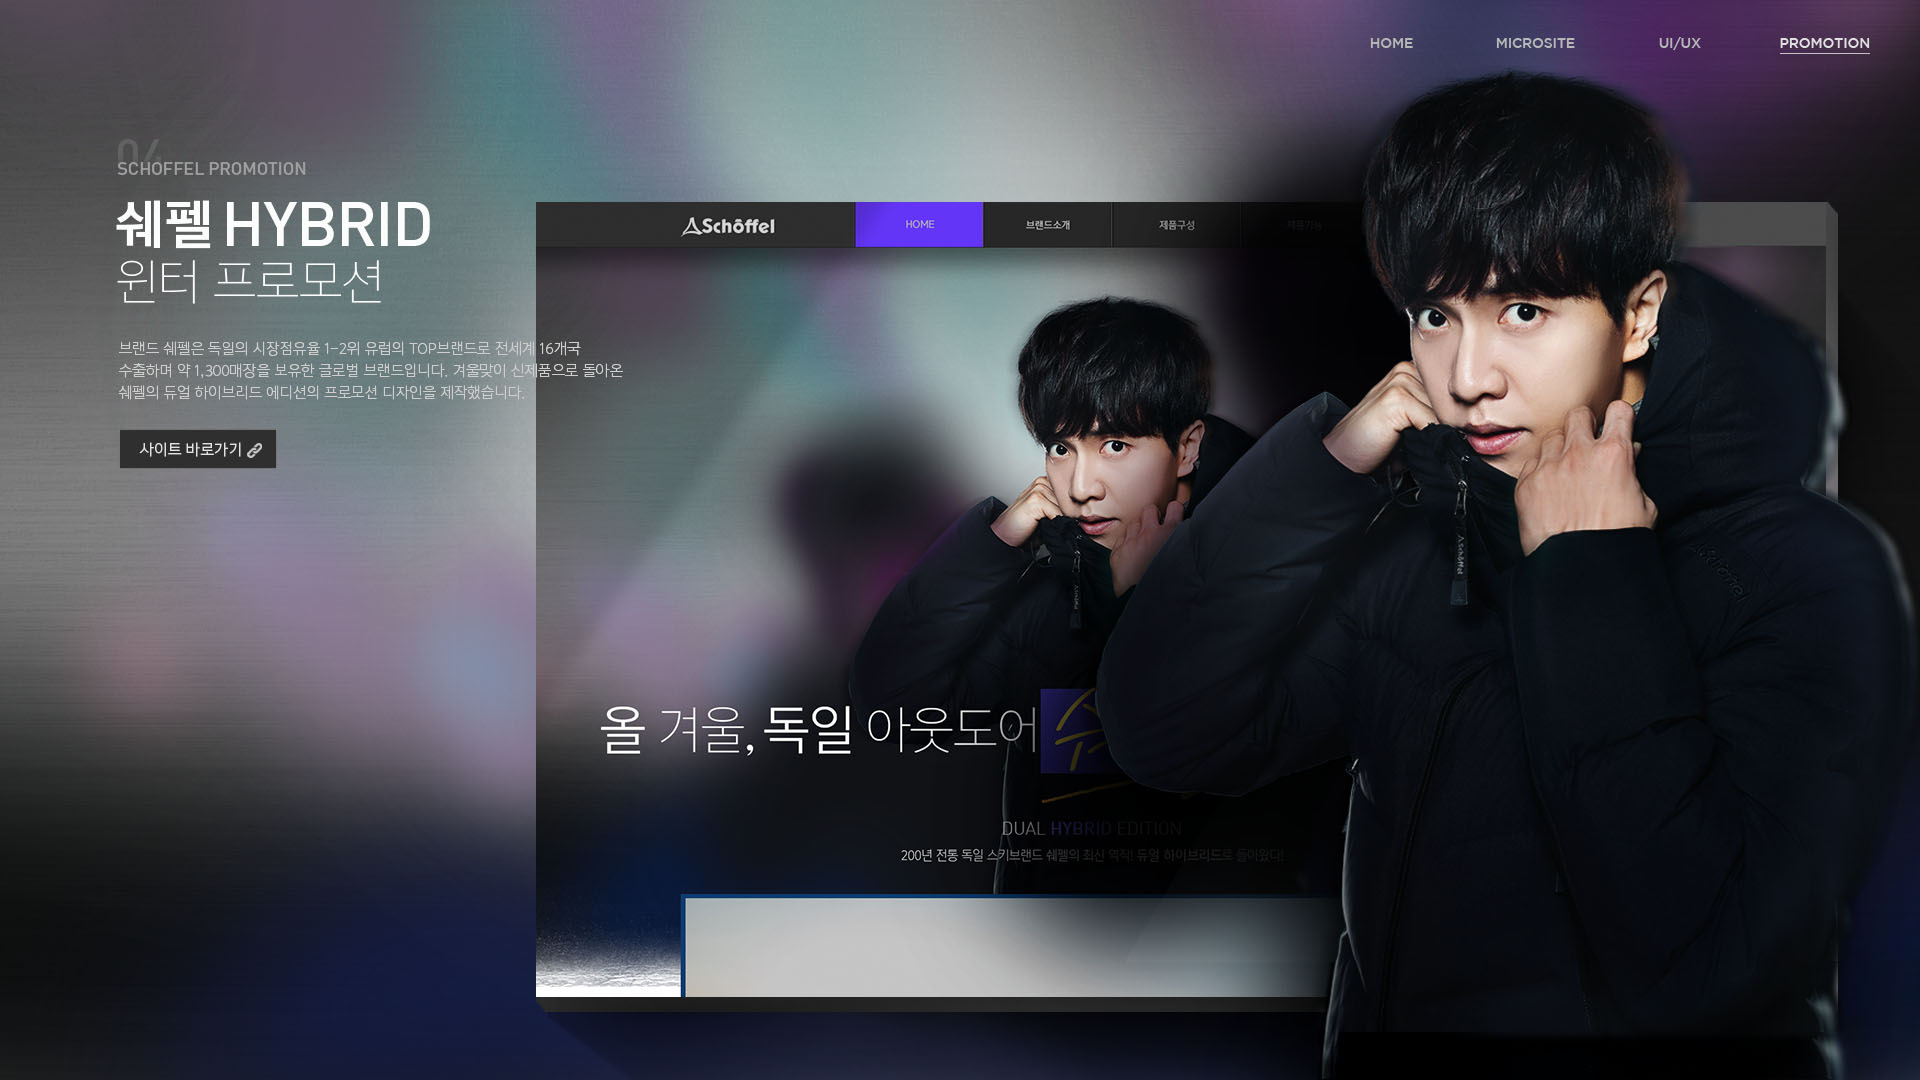 HOME MICROSITE UI/UX PROMOTION
04
SCHOFFEL PROMOTION
쉐펠 HYBRID
윈터 프로모션
브랜드 쉐펠은 독일의 시장점유율 1-2위 유럽의 TOP브랜드로 전세계 16개국
수출하며 약 1,300매장을 보유한 글로벌 브랜드입니다. 겨울맞이 신제품으로 돌아온
쉐펠의 듀얼 하이브리드 에디션의 프로모션 디자인을 제작했습니다.
사이트 바로가기
Schöffel HOME 브랜드소개 제품구성 제품기능
Schöffel
올 겨울, 독일 아웃도어
DUAL HYBRID EDITION
200년 전통 독일 스키브랜드 쉐펠의 최신 역작! 듀얼 하이브리드로 돌아왔다!